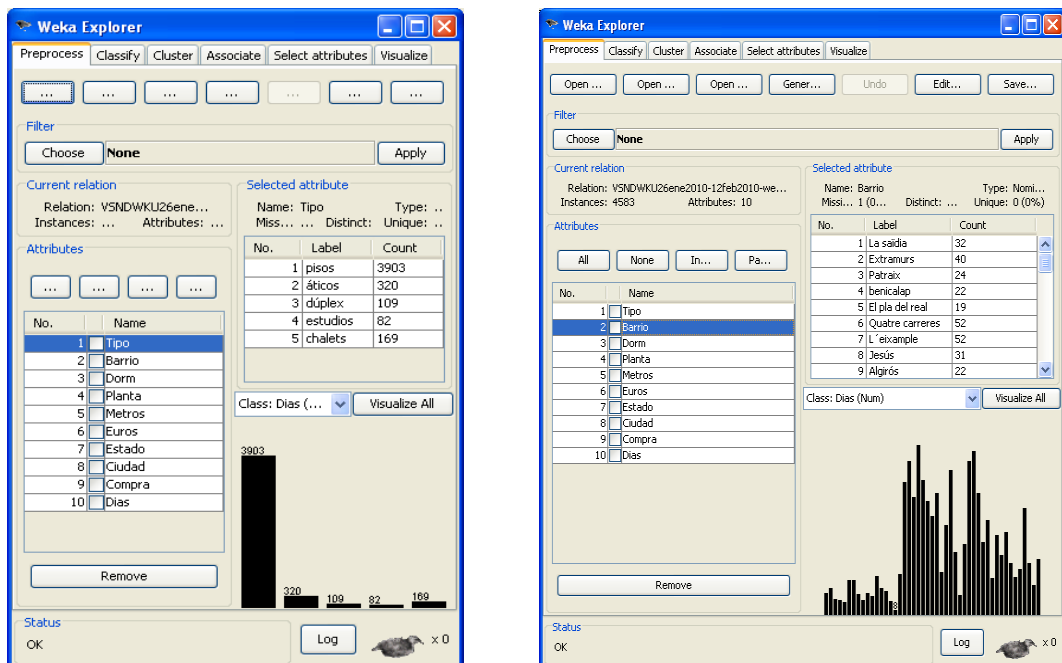 Weka Explorer
Preprocess Classify Cluster Associate Select attributes Visualize
... ... ... ... ... ... ...
Filter
Choose None Apply
Current relation
Relation: VSNDWKU26ene...
Instances: ... Attributes: ...
Selected attribute
Name: Tipo Type: ..
Miss... ... Distinct: Unique: ..
No. Label Count
1 pisos 3903
2 áticos 320
3 dúplex 109
4 estudios 82
5 chalets 169
Attributes
... ... ... ...
No. Name
1 Tipo
2 Barrio
3 Dorm
4 Planta
5 Metros
6 Euros
7 Estado
8 Ciudad
9 Compra
10 Dias
Remove
Class: Dias (... Visualize All
3903
320
109
82
169
Status
OK
Log
x 0
Weka Explorer
Preprocess Classify Cluster Associate Select attributes Visualize
Open ... Open ... Open ... Gener... Undo Edit... Save...
Filter
Choose None Apply
Current relation
Relation: VSNDWKU26ene2010-12feb2010-we...
Instances: 4583 Attributes: 10
Selected attribute
Name: Barrio Type: Nomi...
Missi... 1 (0... Distinct: ... Unique: 0 (0%)
No. Label Count
1 La saidia 32
2 Extramurs 40
3 Patraix 24
4 benicalap 22
5 El pla del real 19
6 Quatre carreres 52
7 L´eixample 52
8 Jesús 31
9 Algirós 22
Attributes
All None In... Pa...
No. Name
1 Tipo
2 Barrio
3 Dorm
4 Planta
5 Metros
6 Euros
7 Estado
8 Ciudad
9 Compra
10 Dias
Remove
Class: Dias (Num) Visualize All
Status
OK
Log
x 0